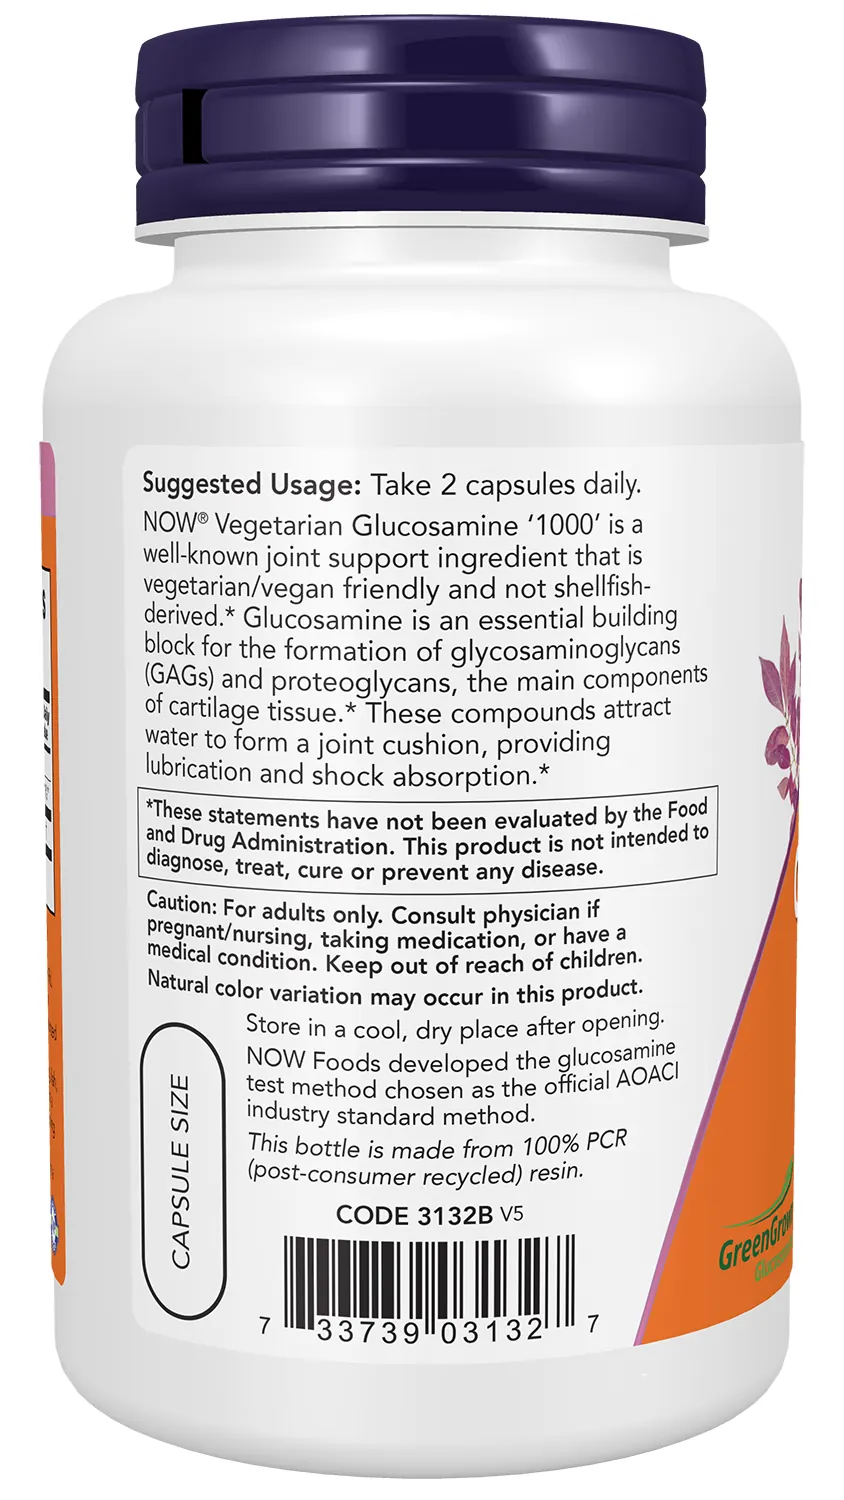 Suggested Usage: Take 2 capsules daily.
NOW® Vegetarian Glucosamine ‘1000’ is a
well-known joint support ingredient that is
vegetarian/vegan friendly and not shellfish-
derived.* Glucosamine is an essential building
block for the formation of glycosaminoglycans
(GAGs) and proteoglycans, the main components
of cartilage tissue.* These compounds attract
water to form a joint cushion, providing
lubrication and shock absorption.*
*These statements have not been evaluated by the Food
and Drug Administration. This product is not intended to
diagnose, treat, cure or prevent any disease.
Caution: For adults only. Consult physician if
pregnant/nursing, taking medication, or have a
medical condition. Keep out of reach of children.
Natural color variation may occur in this product.
Store in a cool, dry place after opening.
NOW Foods developed the glucosamine
test method chosen as the official AOACI
industry standard method.
This bottle is made from 100% PCR
(post-consumer recycled) resin.
CAPSULE SIZE
CODE 3132B V5
7 33739 03132 7